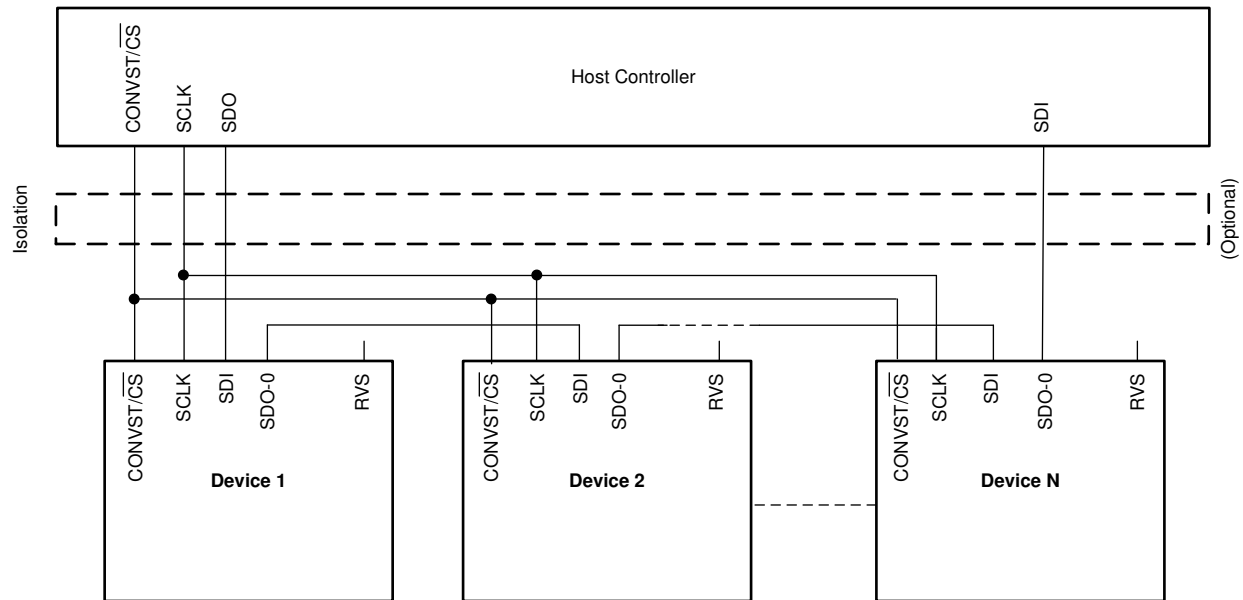 CONVST/CS
SCLK
SDO
Host Controller
SDI
Isolation
(Optional)
CONVST/CS
SCLK
SDI
SDO-0
RVS
Device 1
CONVST/CS
SCLK
SDI
SDO-0
RVS
Device 2
CONVST/CS
SCLK
SDI
SDO-0
RVS
Device N